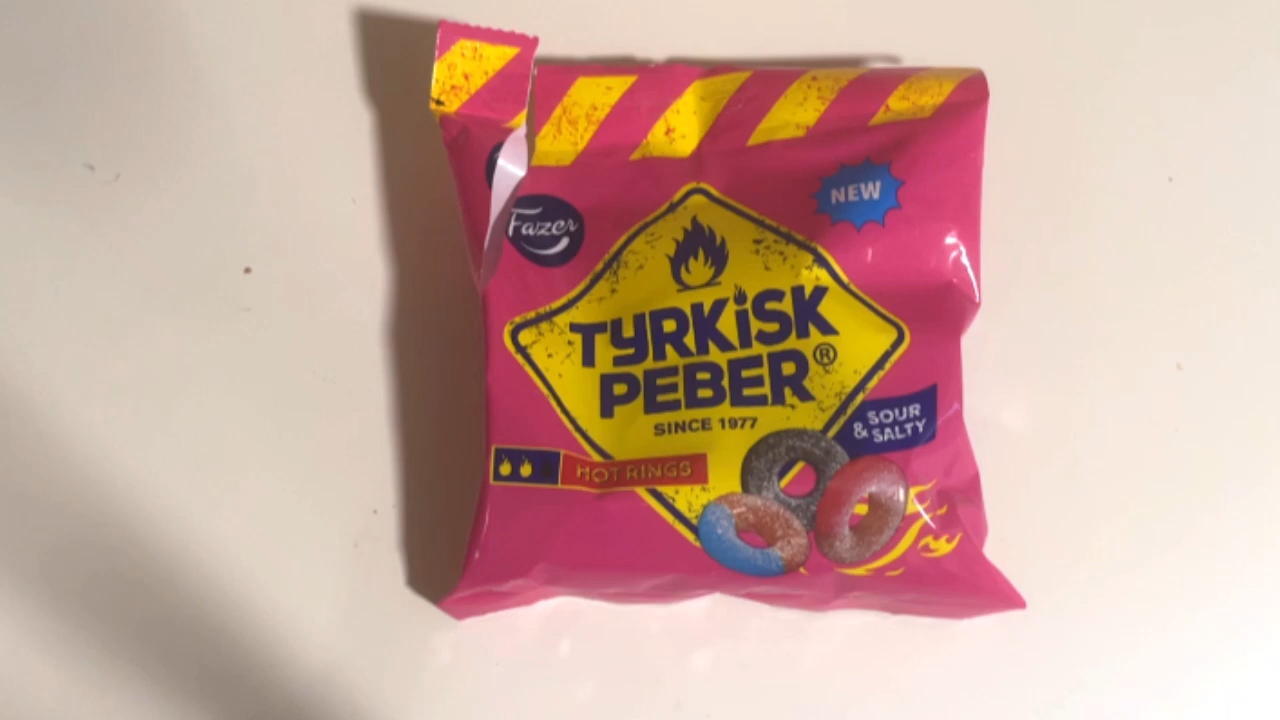 Fazer
NEW
TYRKiSK
PEBER®
SINCE 1977
SOUR
& SALTY
HOT RINGS